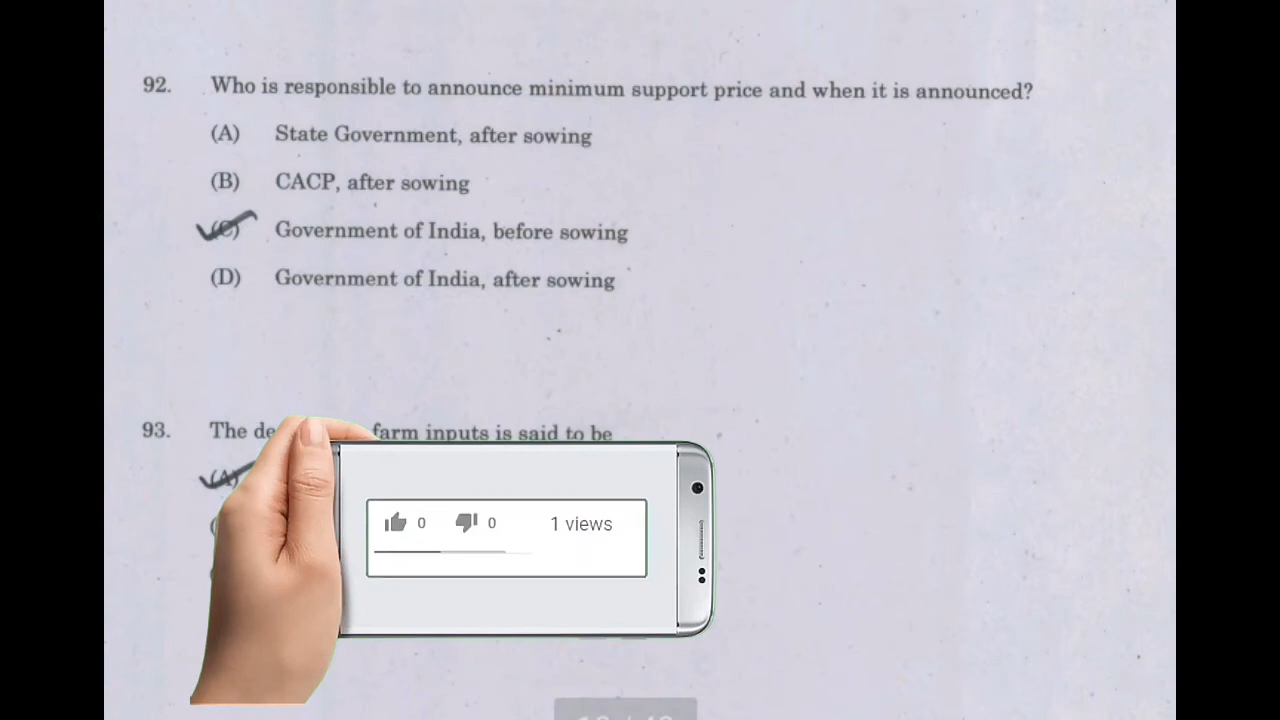 92. Who is responsible to announce minimum support price and when it is announced?
(A) State Government, after sowing
(B) CACP, after sowing
(C) Government of India, before sowing
(D) Government of India, after sowing
93. The farm inputs is said to be
(A)
0 0 1 views